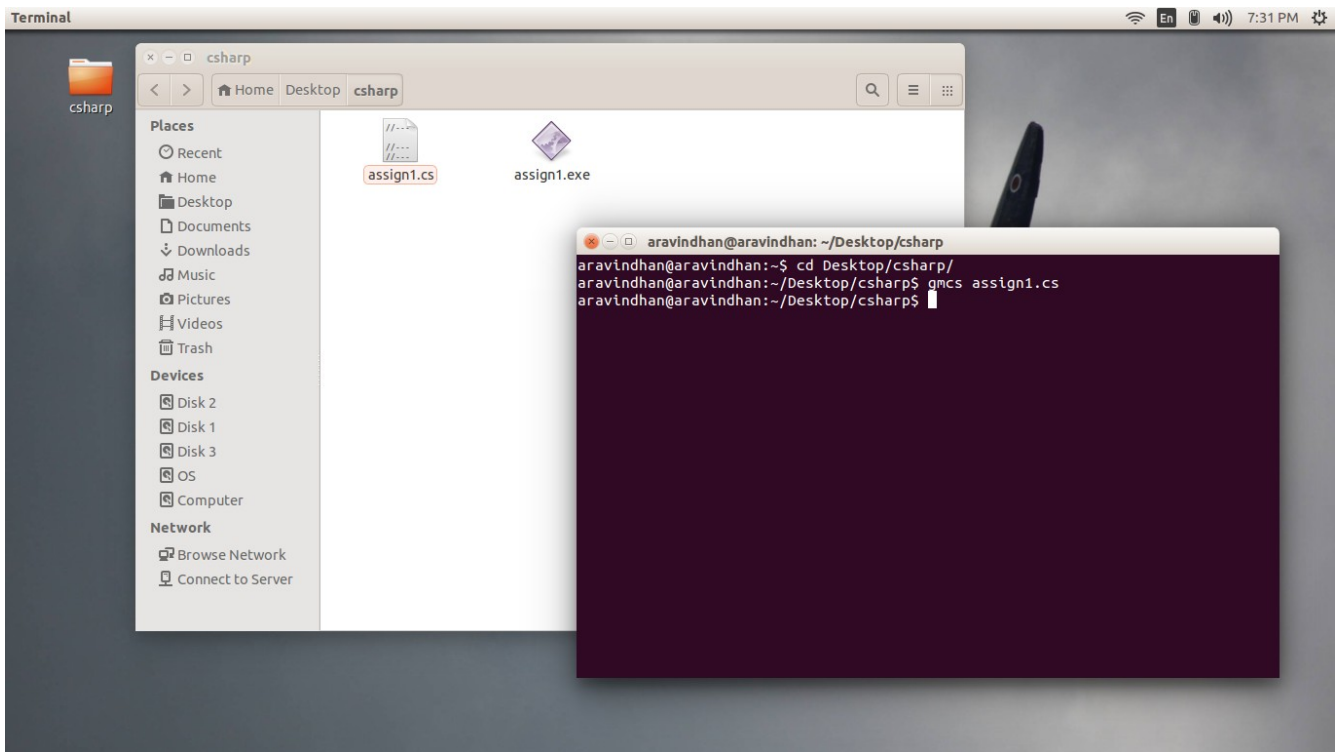 Terminal
En
7:31 PM
csharp
csharp
Home Desktop csharp
Places
Recent
Home
Desktop
Documents
Downloads
Music
Pictures
Videos
Trash
Devices
Disk 2
Disk 1
Disk 3
OS
Computer
Network
Browse Network
Connect to Server
assign1.cs
assign1.exe
aravindhan@aravindhan: ~/Desktop/csharp
aravindhan@aravindhan:~$ cd Desktop/csharp/
aravindhan@aravindhan:~/Desktop/csharp$ gmcs assign1.cs
aravindhan@aravindhan:~/Desktop/csharp$